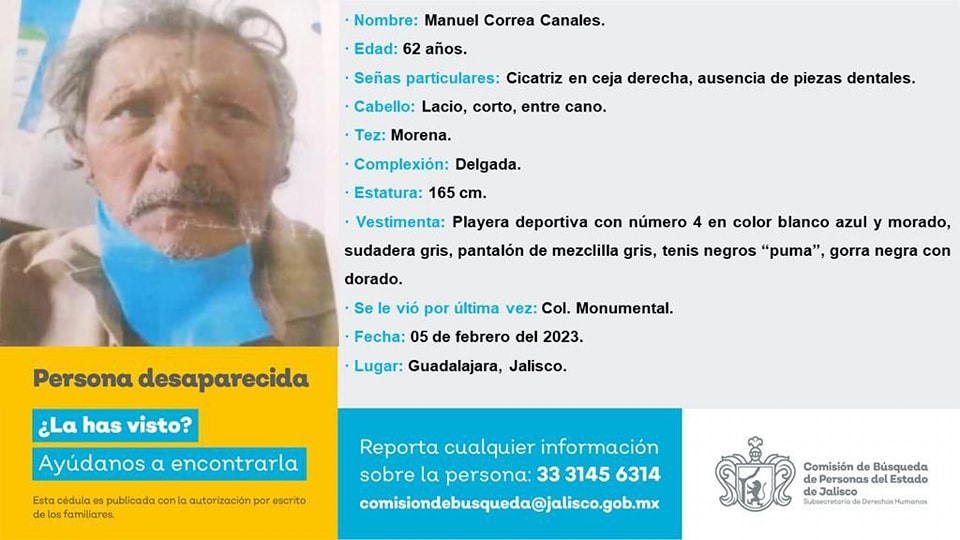 · Nombre: Manuel Correa Canales.
· Edad: 62 años.
· Señas particulares: Cicatriz en ceja derecha, ausencia de piezas dentales.
· Cabello: Lacio, corto, entre cano.
· Tez: Morena.
· Complexión: Delgada.
· Estatura: 165 cm.
· Vestimenta: Playera deportiva con número 4 en color blanco azul y morado,
sudadera gris, pantalón de mezclilla gris, tenis negros “puma”, gorra negra con
dorado.
· Se le vió por última vez: Col. Monumental.
· Fecha: 05 de febrero del 2023.
· Lugar: Guadalajara, Jalisco.
Persona desaparecida
¿La has visto?
Ayúdanos a encontrarla
Esta cédula es publicada con la autorización por escrito
de los familiares.
Reporta cualquier información
sobre la persona: 33 3145 6314
comisiondebusqueda@jalisco.gob.mx
Comisión de Búsqueda
de Personas del Estado
de Jalisco
Subsecretaría de Derechos Humanos